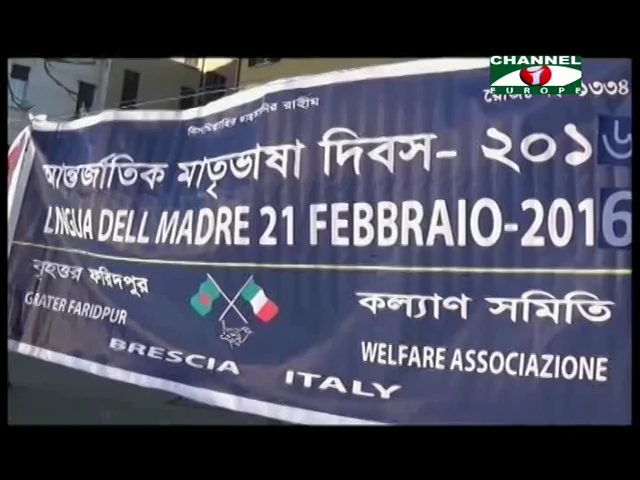 CHANNEL
i
EUROPE
বিসমিল্লাহির রাহমানির রাহীম
আন্তর্জাতিক মাতৃভাষা দিবস- ২০১৬
LNGUA DELL MADRE 21 FEBBRAIO-2016
বৃহত্তর ফরিদপুর
GRATER FARIDPUR
কল্যাণ সমিতি
WELFARE ASSOCIAZIONE
BRESCIA ITALY